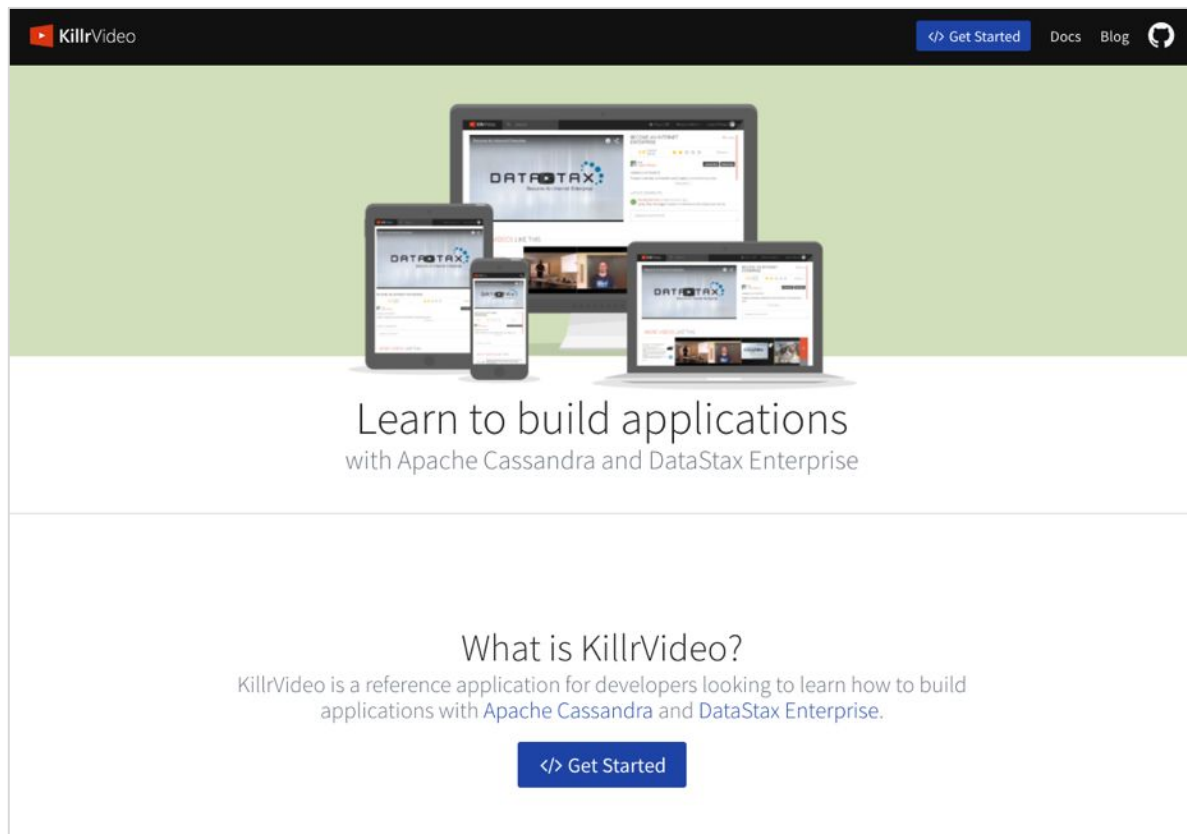 KillrVideo
</> Get Started
Docs
Blog
DATASTAX
DATASTAX
DATASTAX
DATASTAX
LIKE THIS
Learn to build applications
with Apache Cassandra and DataStax Enterprise
What is KillrVideo?
KillrVideo is a reference application for developers looking to learn how to build
applications with Apache Cassandra and DataStax Enterprise.
</> Get Started